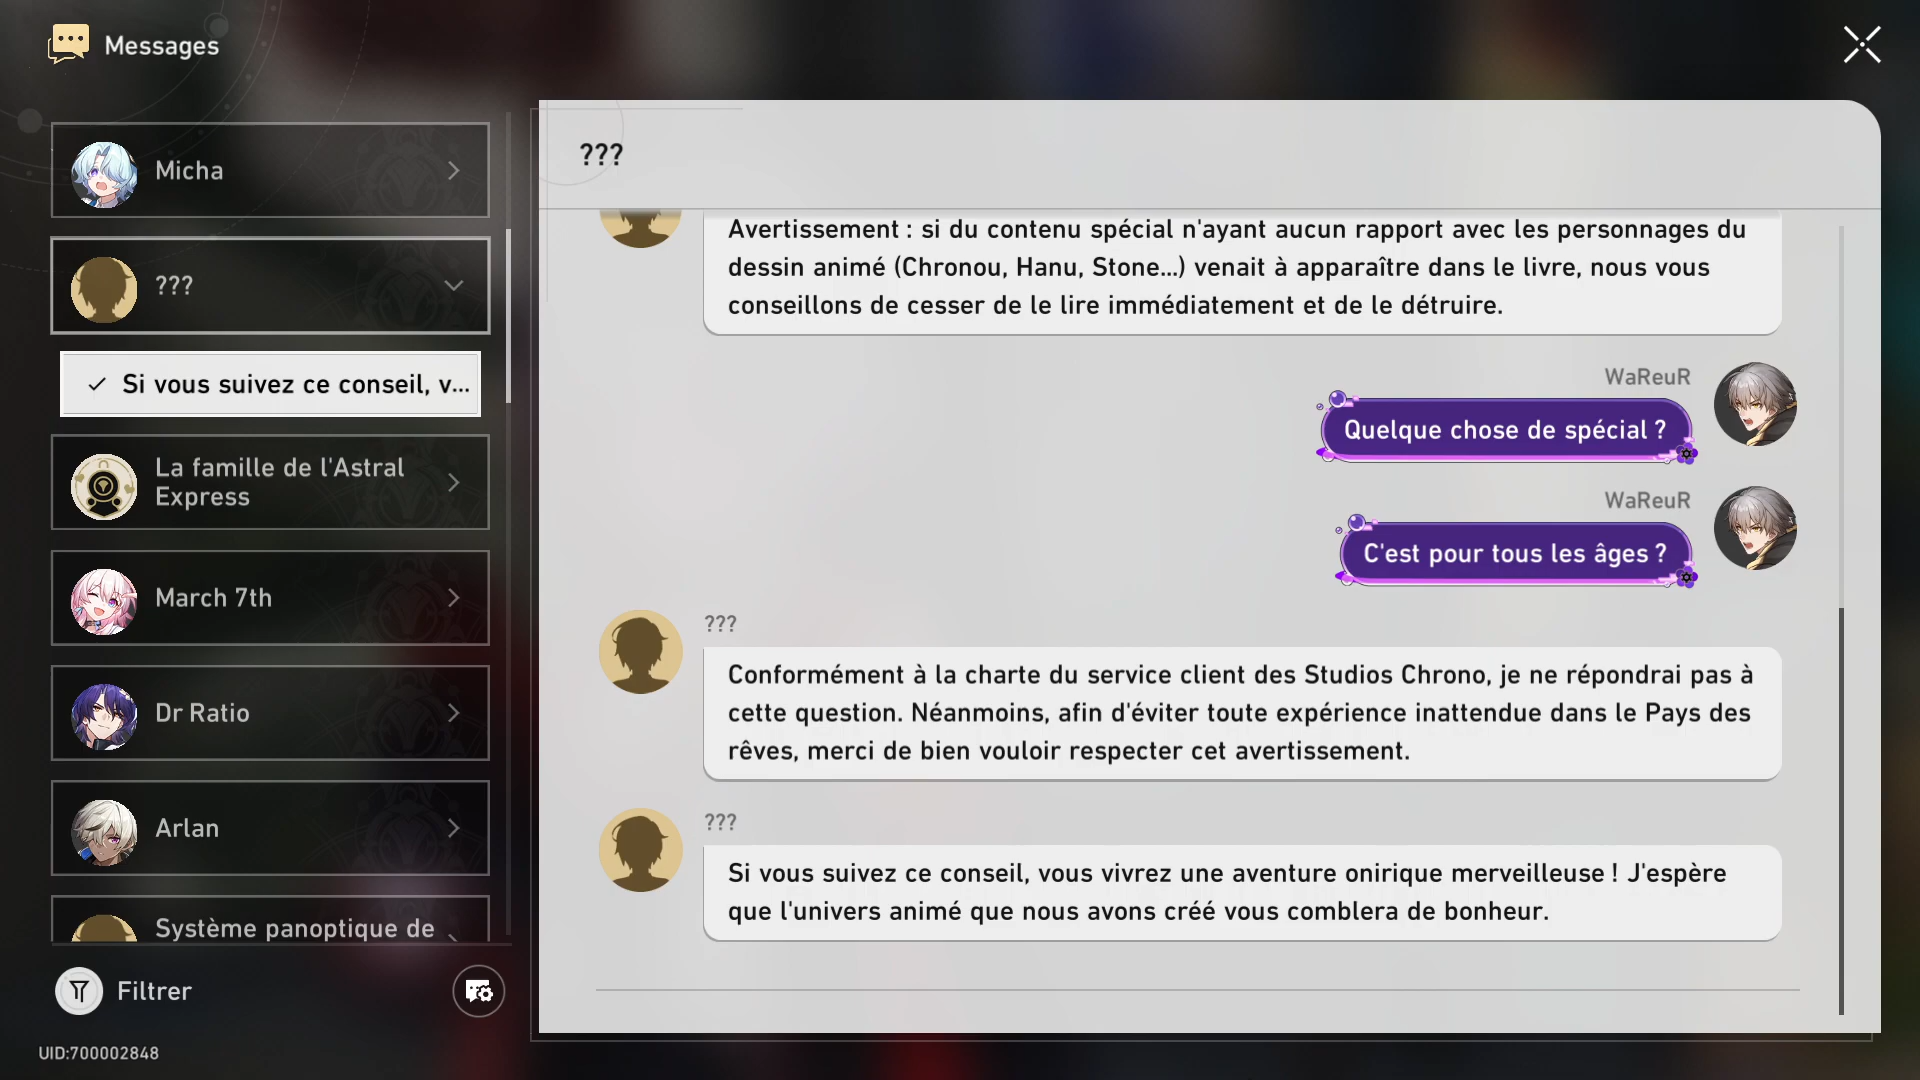 Messages
Micha
???
Si vous suivez ce conseil, v...
La famille de l'Astral
Express
March 7th
Dr Ratio
Arlan
Système panoptique de
Filtrer
UID:700002848
???
Avertissement : si du contenu spécial n'ayant aucun rapport avec les personnages du
dessin animé (Chronou, Hanu, Stone...) venait à apparaître dans le livre, nous vous
conseillons de cesser de le lire immédiatement et de le détruire.
WaReuR
Quelque chose de spécial ?
WaReuR
C'est pour tous les âges ?
???
Conformément à la charte du service client des Studios Chrono, je ne répondrai pas à
cette question. Néanmoins, afin d'éviter toute expérience inattendue dans le Pays des
rêves, merci de bien vouloir respecter cet avertissement.
???
Si vous suivez ce conseil, vous vivrez une aventure onirique merveilleuse ! J'espère
que l'univers animé que nous avons créé vous comblera de bonheur.